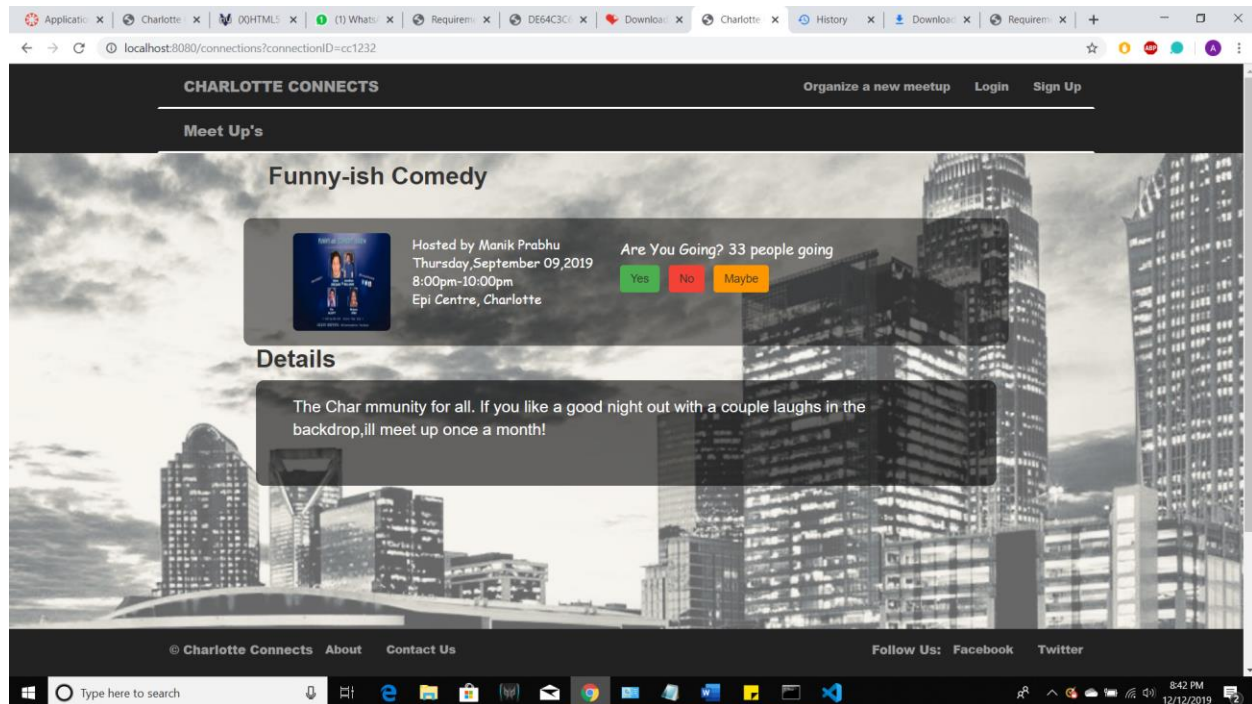 Applicatio
Charlotte
(X)HTML5
(1) Whats
Requirem
DE64C3C
Download
Charlotte
History
Download
Requirem
localhost:8080/connections?connectionID=cc1232
ABP
A
CHARLOTTE CONNECTS
Organize a new meetup Login Sign Up
Meet Up's
Funny-ish Comedy
Hosted by Manik Prabhu
Thursday,September 09,2019
8:00pm-10:00pm
Epi Centre, Charlotte
Are You Going? 33 people going
Yes No Maybe
Details
The Char mmunity for all. If you like a good night out with a couple laughs in the
backdrop,ill meet up once a month!
© Charlotte Connects About Contact Us
Follow Us: Facebook Twitter
Type here to search
8:42 PM
12/12/2019